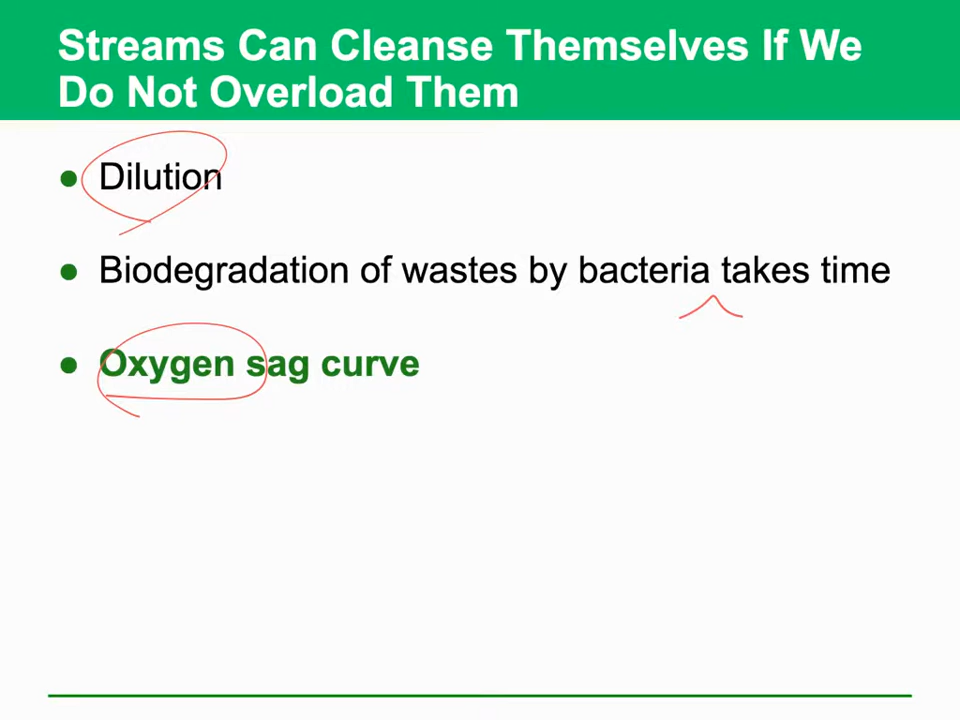 Streams Can Cleanse Themselves If We
Do Not Overload Them
● Dilution
● Biodegradation of wastes by bacteria takes time
● Oxygen sag curve